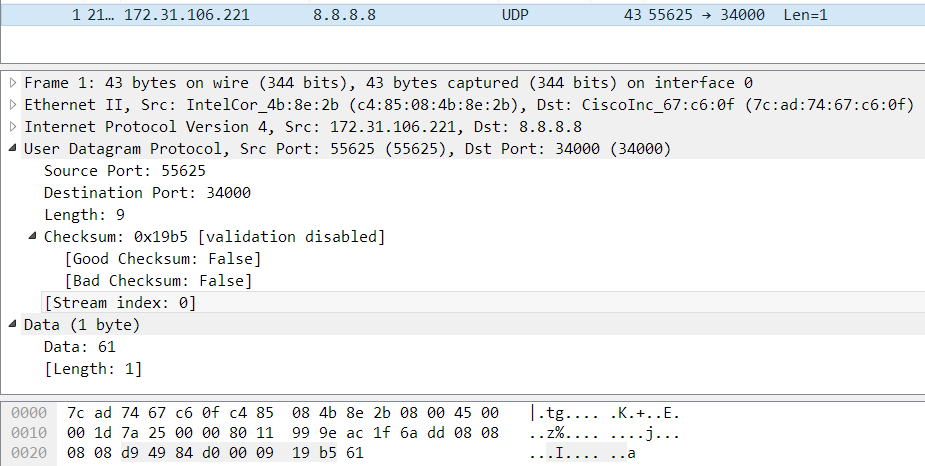 1 21… 172.31.106.221 8.8.8.8 UDP 43 55625 → 34000 Len=1
Frame 1: 43 bytes on wire (344 bits), 43 bytes captured (344 bits) on interface 0
Ethernet II, Src: IntelCor_4b:8e:2b (c4:85:08:4b:8e:2b), Dst: CiscoInc_67:c6:0f (7c:ad:74:67:c6:0f)
Internet Protocol Version 4, Src: 172.31.106.221, Dst: 8.8.8.8
User Datagram Protocol, Src Port: 55625 (55625), Dst Port: 34000 (34000)
Source Port: 55625
Destination Port: 34000
Length: 9
Checksum: 0x19b5 [validation disabled]
[Good Checksum: False]
[Bad Checksum: False]
[Stream index: 0]
Data (1 byte)
Data: 61
[Length: 1]
0000 7c ad 74 67 c6 0f c4 85 08 4b 8e 2b 08 00 45 00 |.tg.... .K.+..E.
0010 00 1d 7a 25 00 00 80 11 99 9e ac 1f 6a dd 08 08 ..z%.... ....j...
0020 08 08 d9 49 84 d0 00 09 19 b5 61 ...I.... ..a